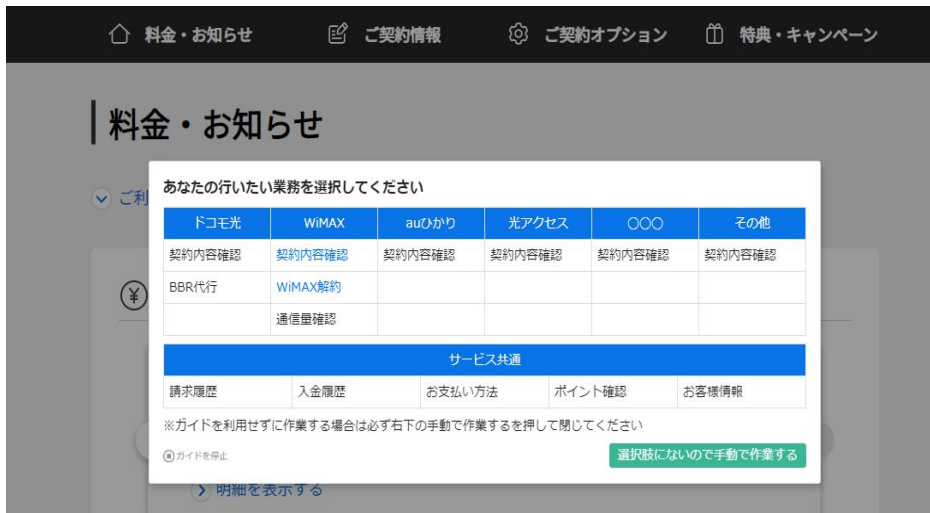 料金・お知らせ ご契約情報 ご契約オプション 特典・キャンペーン
料金・お知らせ
ご利
あなたの行いたい業務を選択してください
ドコモ光 WiMAX auひかり 光アクセス 〇〇〇 その他
契約内容確認 契約内容確認 契約内容確認 契約内容確認 契約内容確認 契約内容確認
BBR代行 WiMAX解約
通信量確認
サービス共通
請求履歴 入金履歴 お支払い方法 ポイント確認 お客様情報
※ガイドを利用せずに作業する場合は必ず右下の手動で作業するを押して閉じてください
ガイドを停止 選択肢にないので手動で作業する
明細を表示する